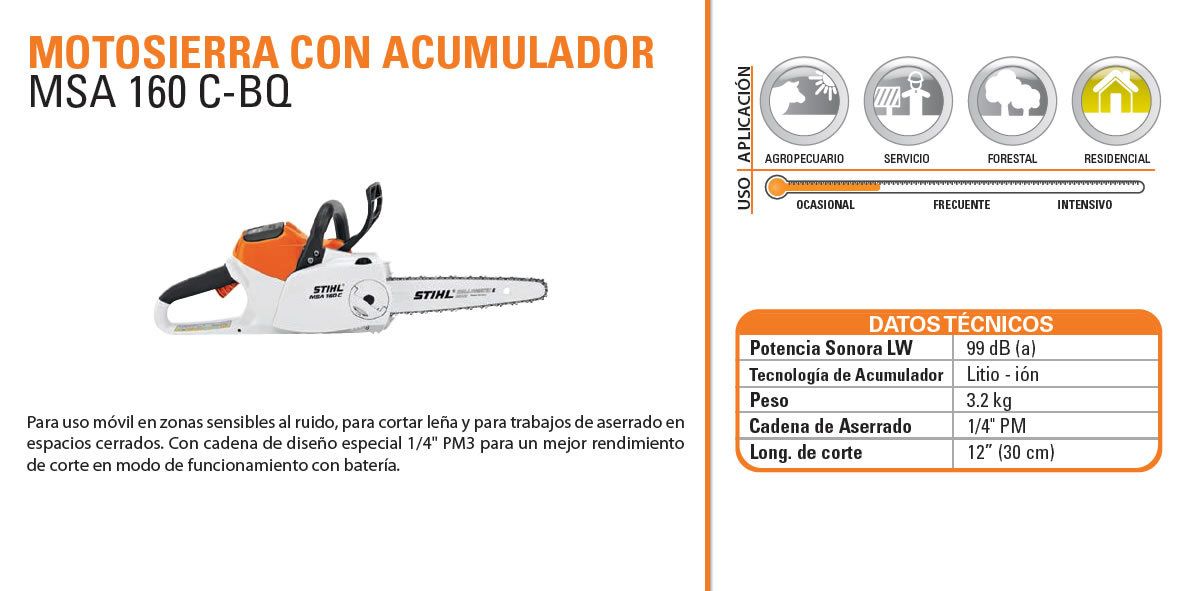 MOTOSIERRA CON ACUMULADOR
MSA 160 C-BQ
STIHL
MSA 160 C
STIHL
Para uso móvil en zonas sensibles al ruido, para cortar leña y para trabajos de aserrado en
espacios cerrados. Con cadena de diseño especial 1/4" PM3 para un mejor rendimiento
de corte en modo de funcionamiento con batería.
APLICACIÓN
AGROPECUARIO SERVICIO FORESTAL RESIDENCIAL
USO
OCASIONAL FRECUENTE INTENSIVO
DATOS TÉCNICOS
Potencia Sonora LW 99 dB (a)
Tecnología de Acumulador Litio - ión
Peso 3.2 kg
Cadena de Aserrado 1/4" PM
Long. de corte 12” (30 cm)